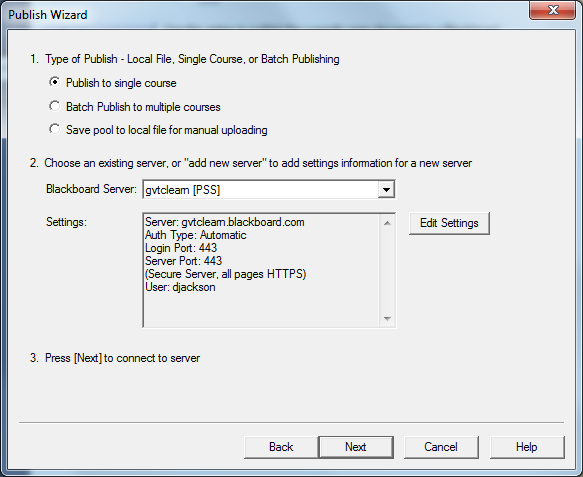 Publish Wizard
1. Type of Publish - Local File, Single Course, or Batch Publishing
Publish to single course
Batch Publish to multiple courses
Save pool to local file for manual uploading
2. Choose an existing server, or "add new server" to add settings information for a new server
Blackboard Server: gvtclearn [PSS]
Settings:
Server: gvtclearn.blackboard.com
Auth Type: Automatic
Login Port: 443
Server Port: 443
(Secure Server, all pages HTTPS)
User: djackson
Edit Settings
3. Press [Next] to connect to server
Back Next Cancel Help